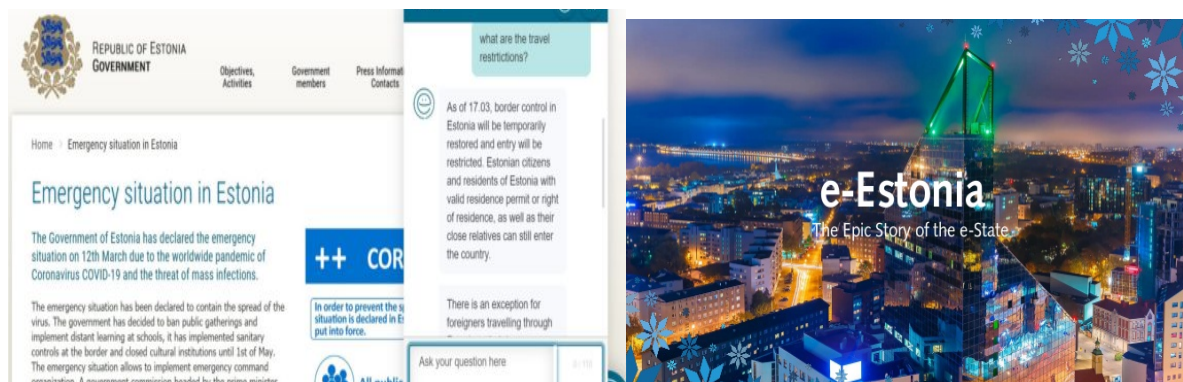 REPUBLIC OF ESTONIA
GOVERNMENT
Objectives,
Activities
Government
members
Press
Contacts
Home > Emergency situation in Estonia
Emergency situation in Estonia
The Government of Estonia has declared the emergency
situation on 12th March due to the worldwide pandemic of
Coronavirus COVID-19 and the threat of mass infections.
The emergency situation has been declared to contain the spread of the
virus. The government has decided to ban public gatherings and
implement distant learning at schools, it has implemented sanitary
controls at the border and closed cultural institutions until 1st of May.
The emergency situation allows to implement emergency command
++ COR
In order to prevent the
situation is declared in
put into force.
what are the travel
restrtictions?
As of 17.03, border control in
Estonia will be temporarily
restored and entry will be
restricted. Estonian citizens
and residents of Estonia with
valid residence permit or right
of residence, as well as their
close relatives can still enter
the country.
There is an exception for
foreigners travelling through
Ask your question here
e-Estonia
The Epic Story of the e-State